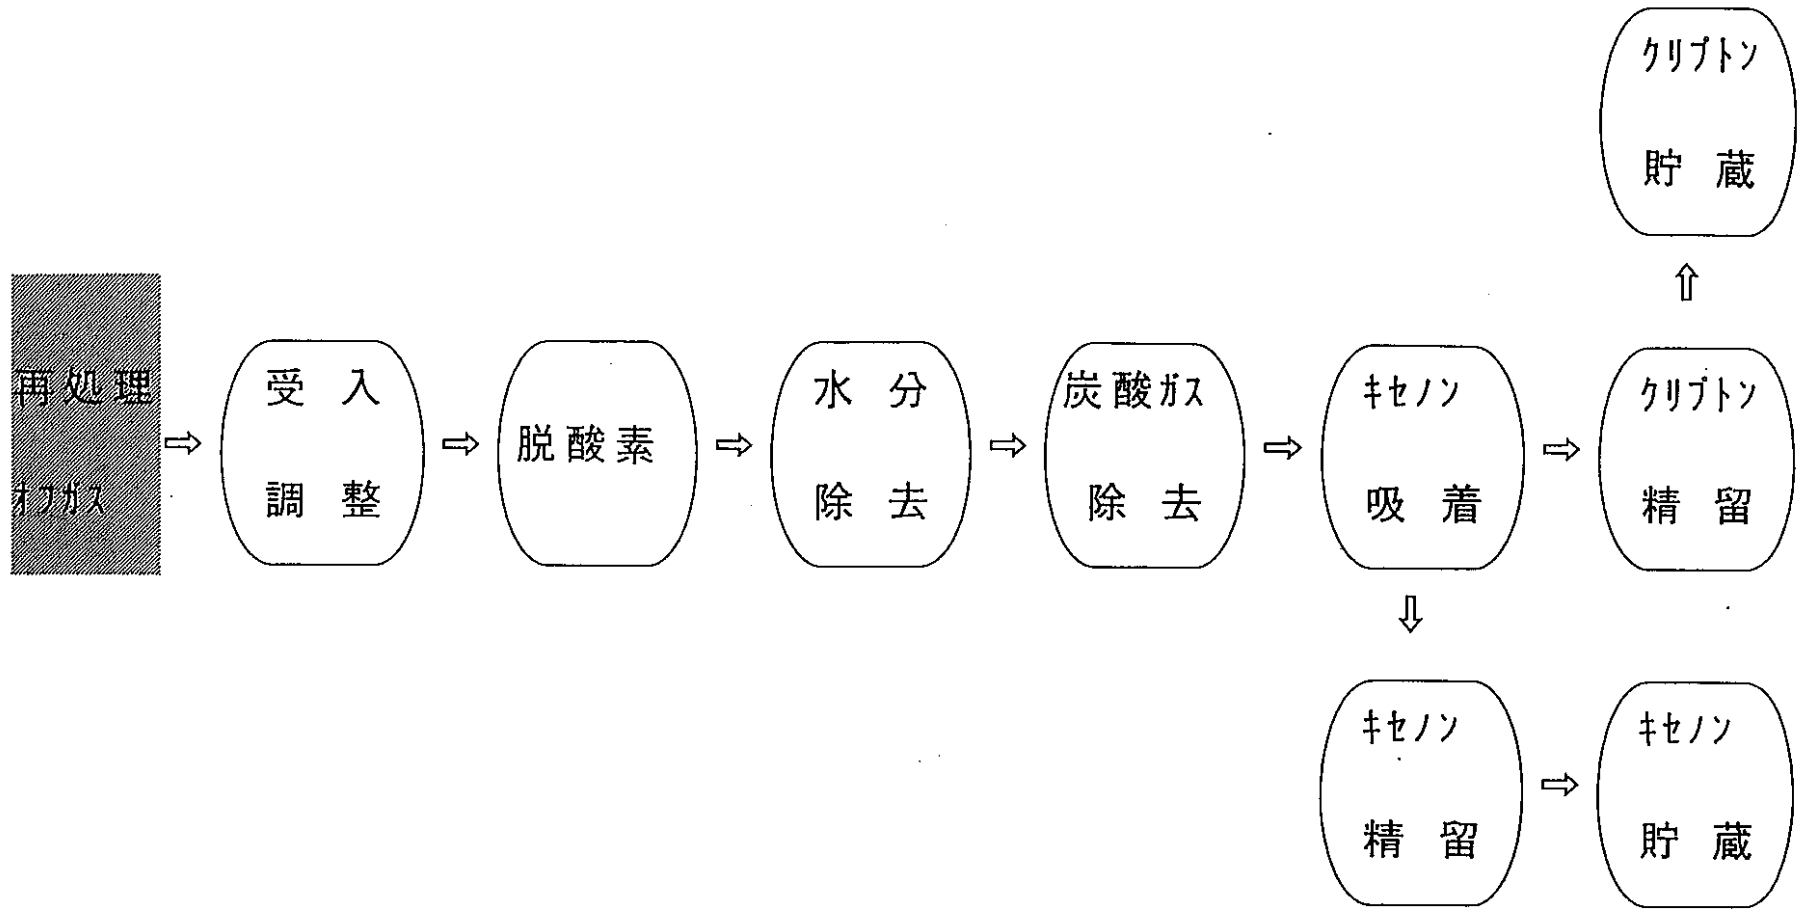 クリプトン
貯蔵
再処理
オフガス
受入
調整
脱酸素
水分
除去
炭酸ガス
除去
キセノン
吸着
クリプトン
精留
キセノン
精留
キセノン
貯蔵